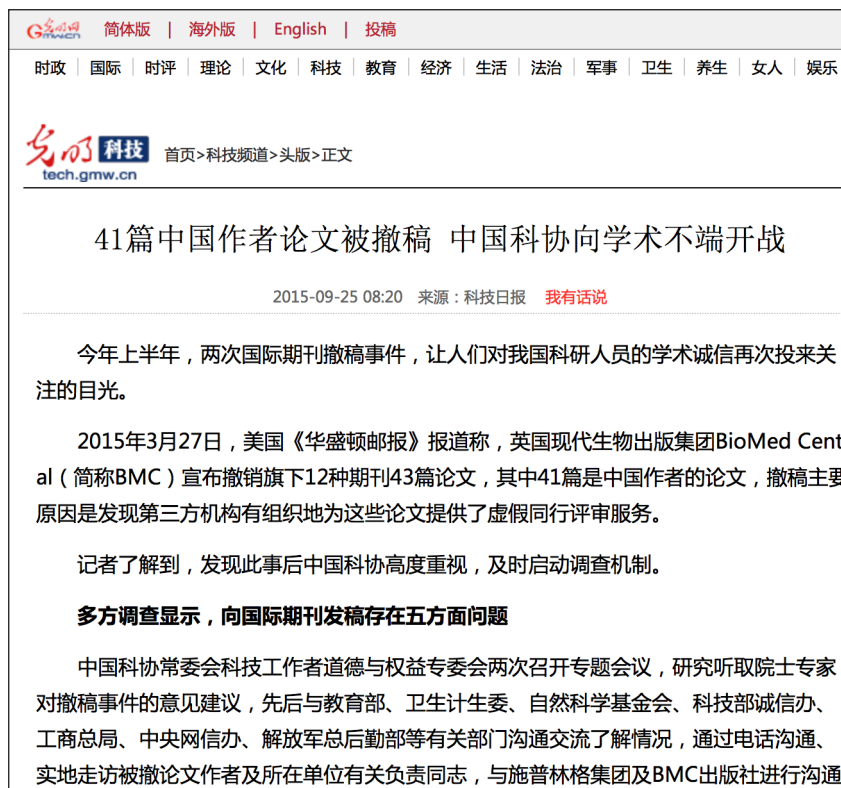 光明网 Gmw.cn 简体版 | 海外版 | English | 投稿
时政 国际 时评 理论 文化 科技 教育 经济 生活 法治 军事 卫生 养生 女人 娱乐
光明 科技 首页>科技频道>头版>正文
tech.gmw.cn
41篇中国作者论文被撤稿 中国科协向学术不端开战
2015-09-25 08:20 来源：科技日报 我有话说
今年上半年，两次国际期刊撤稿事件，让人们对我国科研人员的学术诚信再次投来关
注的目光。
2015年3月27日，美国《华盛顿邮报》报道称，英国现代生物出版集团BioMed Cent
al（简称BMC）宣布撤销旗下12种期刊43篇论文，其中41篇是中国作者的论文，撤稿主要
原因是发现第三方机构有组织地为这些论文提供了虚假同行评审服务。
记者了解到，发现此事后中国科协高度重视，及时启动调查机制。
多方调查显示，向国际期刊发稿存在五方面问题
中国科协常委会科技工作者道德与权益专委会两次召开专题会议，研究听取院士专家
对撤稿事件的意见建议，先后与教育部、卫生计生委、自然科学基金会、科技部诚信办、
工商总局、中央网信办、解放军总后勤部等有关部门沟通交流了解情况，通过电话沟通、
实地走访被撤论文作者及所在单位有关负责同志，与施普林格集团及BMC出版社进行沟通